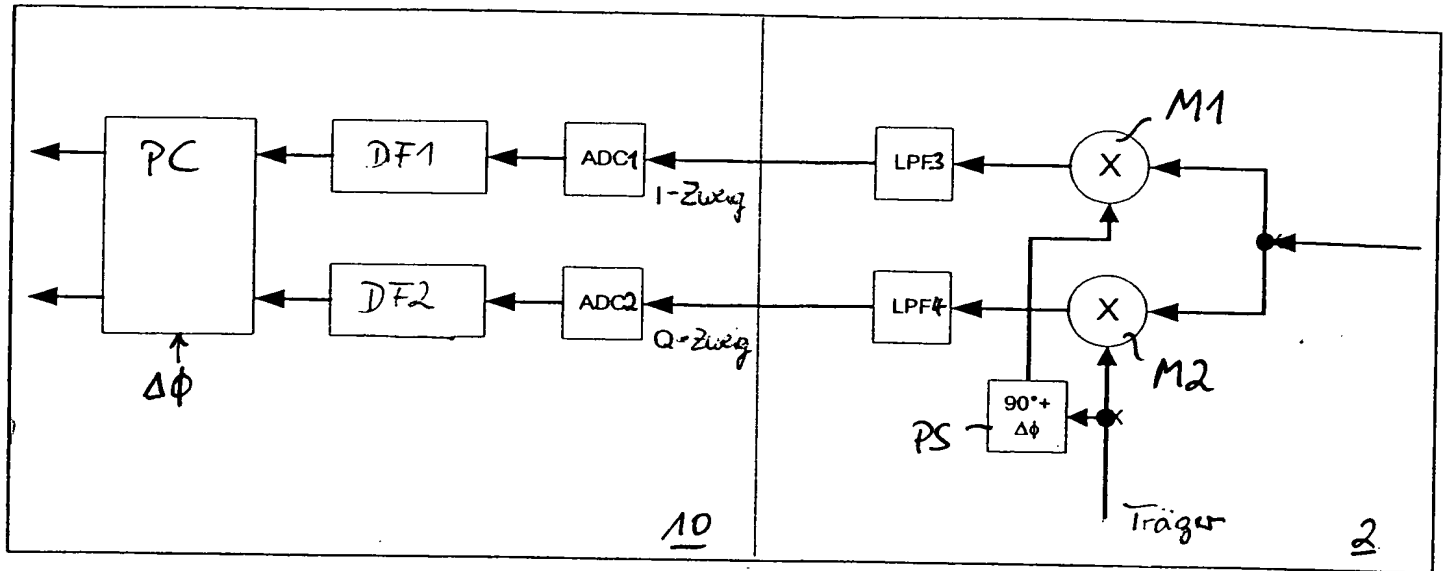 M1
PC
DF1
ADC1
LPF3
X
I-Zweig
DF2
ADC2
LPF4
X
Q-Zweig
M2
Δϕ
PS
90°+
Δϕ
Träger
10
2